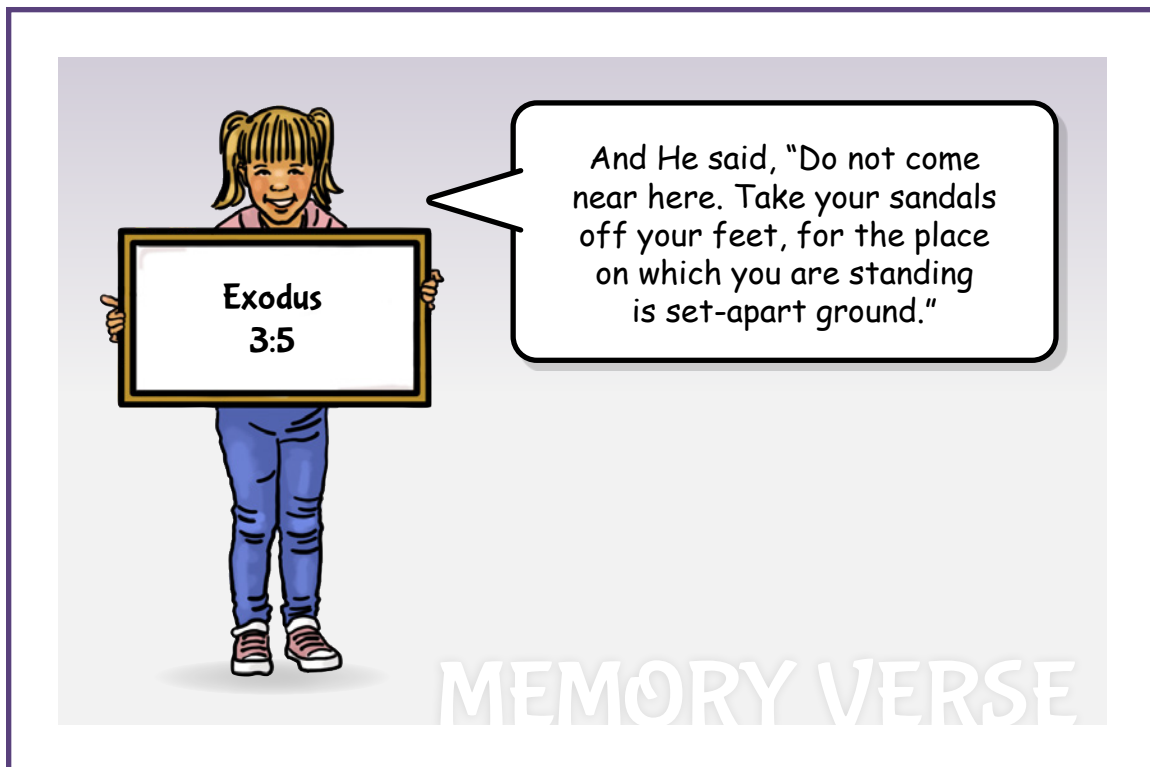 And He said, “Do not come
near here. Take your sandals
off your feet, for the place
on which you are standing
is set-apart ground.”
Exodus
3:5
MEMORY VERSE